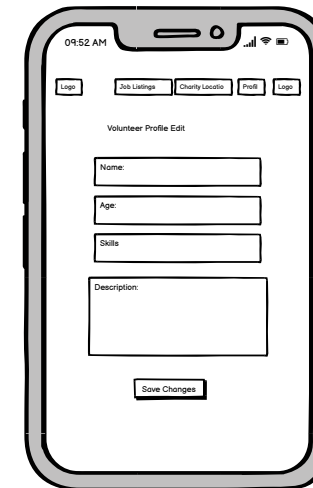 09:52 AM
Logo Job Listings Charity Locatio Profil Logo
Volunteer Profile Edit
Name:
Age:
Skills
Description:
Save Changes